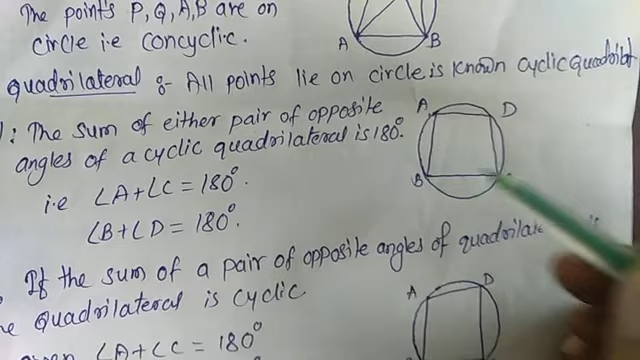 The points P, Q, A, B are on
circle i.e concyclic.
A B
quadrilateral :- All points lie on circle is known cyclic
: The sum of either pair of opposite
angles of a cyclic quadrilateral is 180°.
i.e ∠A+∠C = 180°.
∠B+∠D = 180°.
A D
B
If the sum of a pair of opposite angles of
quadrilateral is cyclic
∠A+∠C = 180°
A D